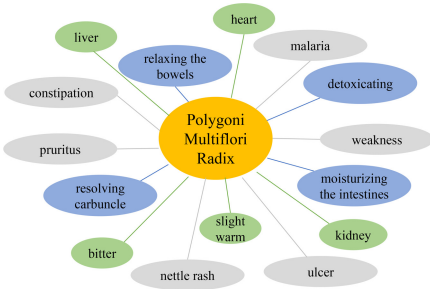 heart
liver
malaria
relaxing the
bowels
detoxicating
constipation
Polygoni
Multiflori
Radix
weakness
pruritus
moisturizing
the intestines
resolving
carbuncle
slight
warm
kidney
bitter
nettle rash
ulcer